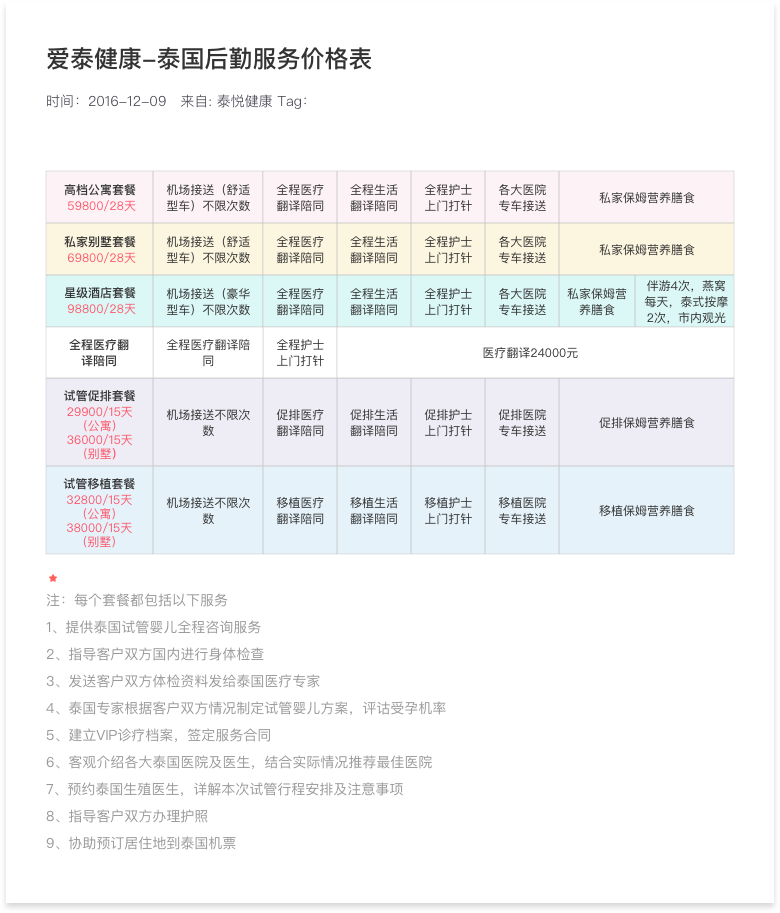 爱泰健康-泰国后勤服务价格表
时间：2016-12-09 来自: 泰悦健康 Tag:
高档公寓套餐
59800/28天
机场接送（舒适
型车）不限次数
全程医疗
翻译陪同
全程生活
翻译陪同
全程护士
上门打针
各大医院
专车接送
私家保姆营养膳食
私家别墅套餐
69800/28天
机场接送（舒适
型车）不限次数
全程医疗
翻译陪同
全程生活
翻译陪同
全程护士
上门打针
各大医院
专车接送
私家保姆营养膳食
星级酒店套餐
98800/28天
机场接送（豪华
型车）不限次数
全程医疗
翻译陪同
全程生活
翻译陪同
全程护士
上门打针
各大医院
专车接送
私家保姆营
养膳食
伴游4次，燕窝
每天，泰式按摩
2次，市内观光
全程医疗翻
译陪同
全程医疗翻译陪
同
全程护士
上门打针
医疗翻译24000元
试管促排套餐
29900/15天
（公寓）
36000/15天
（别墅）
机场接送不限次
数
促排医疗
翻译陪同
促排生活
翻译陪同
促排护士
上门打针
促排医院
专车接送
促排保姆营养膳食
试管移植套餐
32800/15天
（公寓）
38000/15天
（别墅）
机场接送不限次
数
移植医疗
翻译陪同
移植生活
翻译陪同
移植护士
上门打针
移植医院
专车接送
移植保姆营养膳食
注：每个套餐都包括以下服务
1、提供泰国试管婴儿全程咨询服务
2、指导客户双方国内进行身体检查
3、发送客户双方体检资料发给泰国医疗专家
4、泰国专家根据客户双方情况制定试管婴儿方案，评估受孕机率
5、建立VIP诊疗档案，签定服务合同
6、客观介绍各大泰国医院及医生，结合实际情况推荐最佳医院
7、预约泰国生殖医生，详解本次试管行程安排及注意事项
8、指导客户双方办理护照
9、协助预订居住地到泰国机票